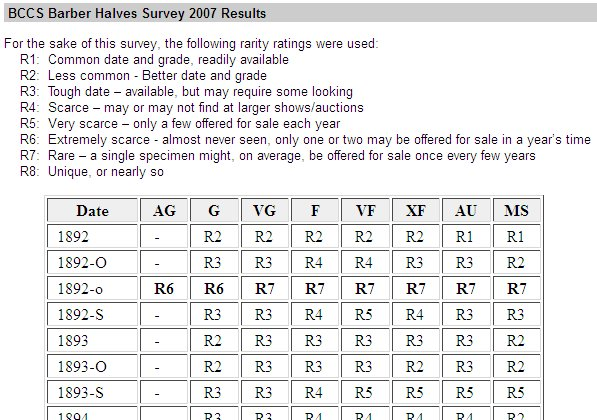 BCCS Barber Halves Survey 2007 Results
For the sake of this survey, the following rarity ratings were used:
R1: Common date and grade, readily available
R2: Less common - Better date and grade
R3: Tough date – available, but may require some looking
R4: Scarce – may or may not find at larger shows/auctions
R5: Very scarce – only a few offered for sale each year
R6: Extremely scarce - almost never seen, only one or two may be offered for sale in a year's time
R7: Rare – a single specimen might, on average, be offered for sale once every few years
R8: Unique, or nearly so
Date AG G VG F VF XF AU MS
1892 - R2 R2 R2 R2 R2 R1 R1
1892-O - R3 R3 R4 R4 R3 R3 R2
1892-o R6 R6 R7 R7 R7 R7 R7 R7
1892-S - R3 R3 R4 R5 R4 R3 R3
1893 - R2 R3 R3 R3 R3 R3 R2
1893-O - R2 R3 R3 R3 R2 R3 R2
1893-S - R3 R3 R4 R5 R5 R5 R5
1894 R3 R3 R4 R4 R4 R4 R2